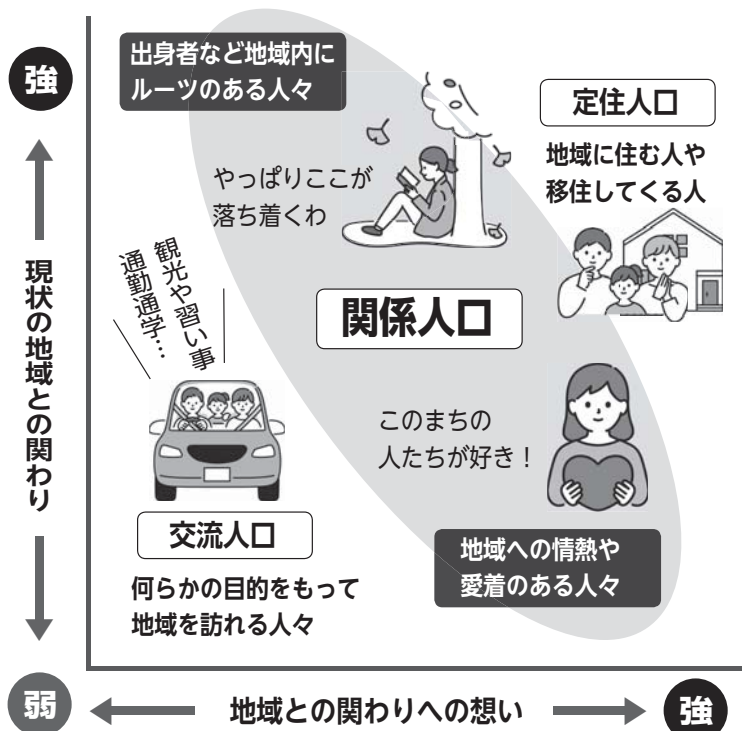 強
現状の地域との関わり
出身者など地域内に
ルーツのある人々
やっぱりここが
落ち着くわ
定住人口
地域に住む人や
移住してくる人
観光や習い事
通勤通学…
関係人口
このまちの
人たちが好き！
交流人口
何らかの目的をもって
地域を訪れる人々
地域への情熱や
愛着のある人々
弱
地域との関わりへの想い
強